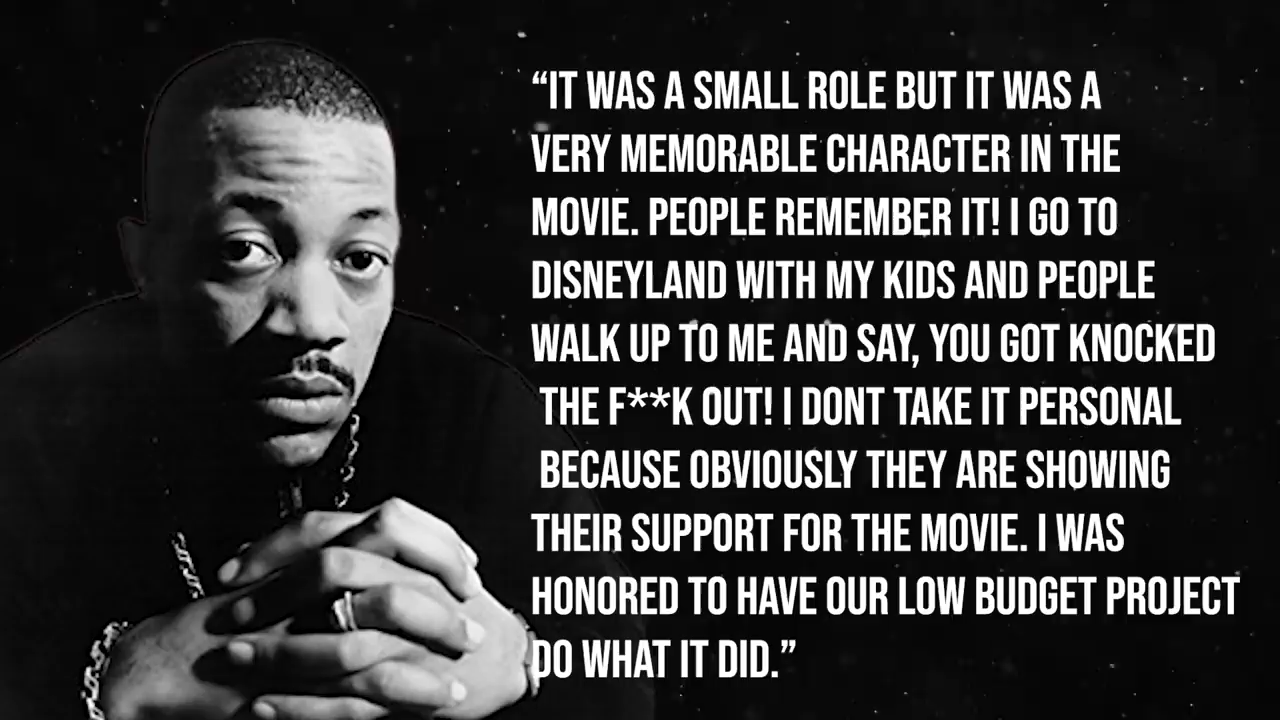 “IT WAS A SMALL ROLE BUT IT WAS A
VERY MEMORABLE CHARACTER IN THE
MOVIE. PEOPLE REMEMBER IT! I GO TO
DISNEYLAND WITH MY KIDS AND PEOPLE
WALK UP TO ME AND SAY, YOU GOT KNOCKED
THE F**K OUT! I DONT TAKE IT PERSONAL
BECAUSE OBVIOUSLY THEY ARE SHOWING
THEIR SUPPORT FOR THE MOVIE. I WAS
HONORED TO HAVE OUR LOW BUDGET PROJECT
DO WHAT IT DID.”